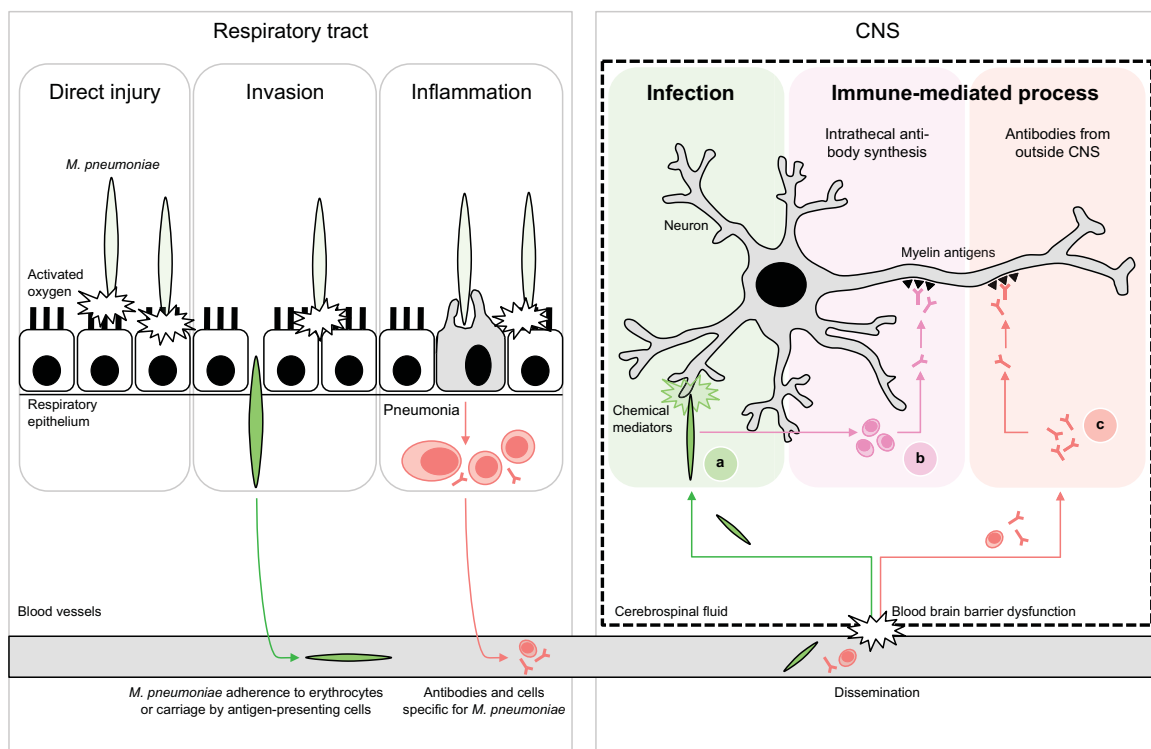 Respiratory tract
Direct injury
Invasion
Inflammation
M. pneumoniae
Activated
oxygen
Respiratory
epithelium
Pneumonia
Blood vessels
M. pneumoniae adherence to erythrocytes
or carriage by antigen-presenting cells
Antibodies and cells
specific for M. pneumoniae
CNS
Infection
Immune-mediated process
Intrathecal anti-
body synthesis
Antibodies from
outside CNS
Neuron
Myelin antigens
Chemical
mediators
a
b
c
Cerebrospinal fluid
Blood brain barrier dysfunction
Dissemination